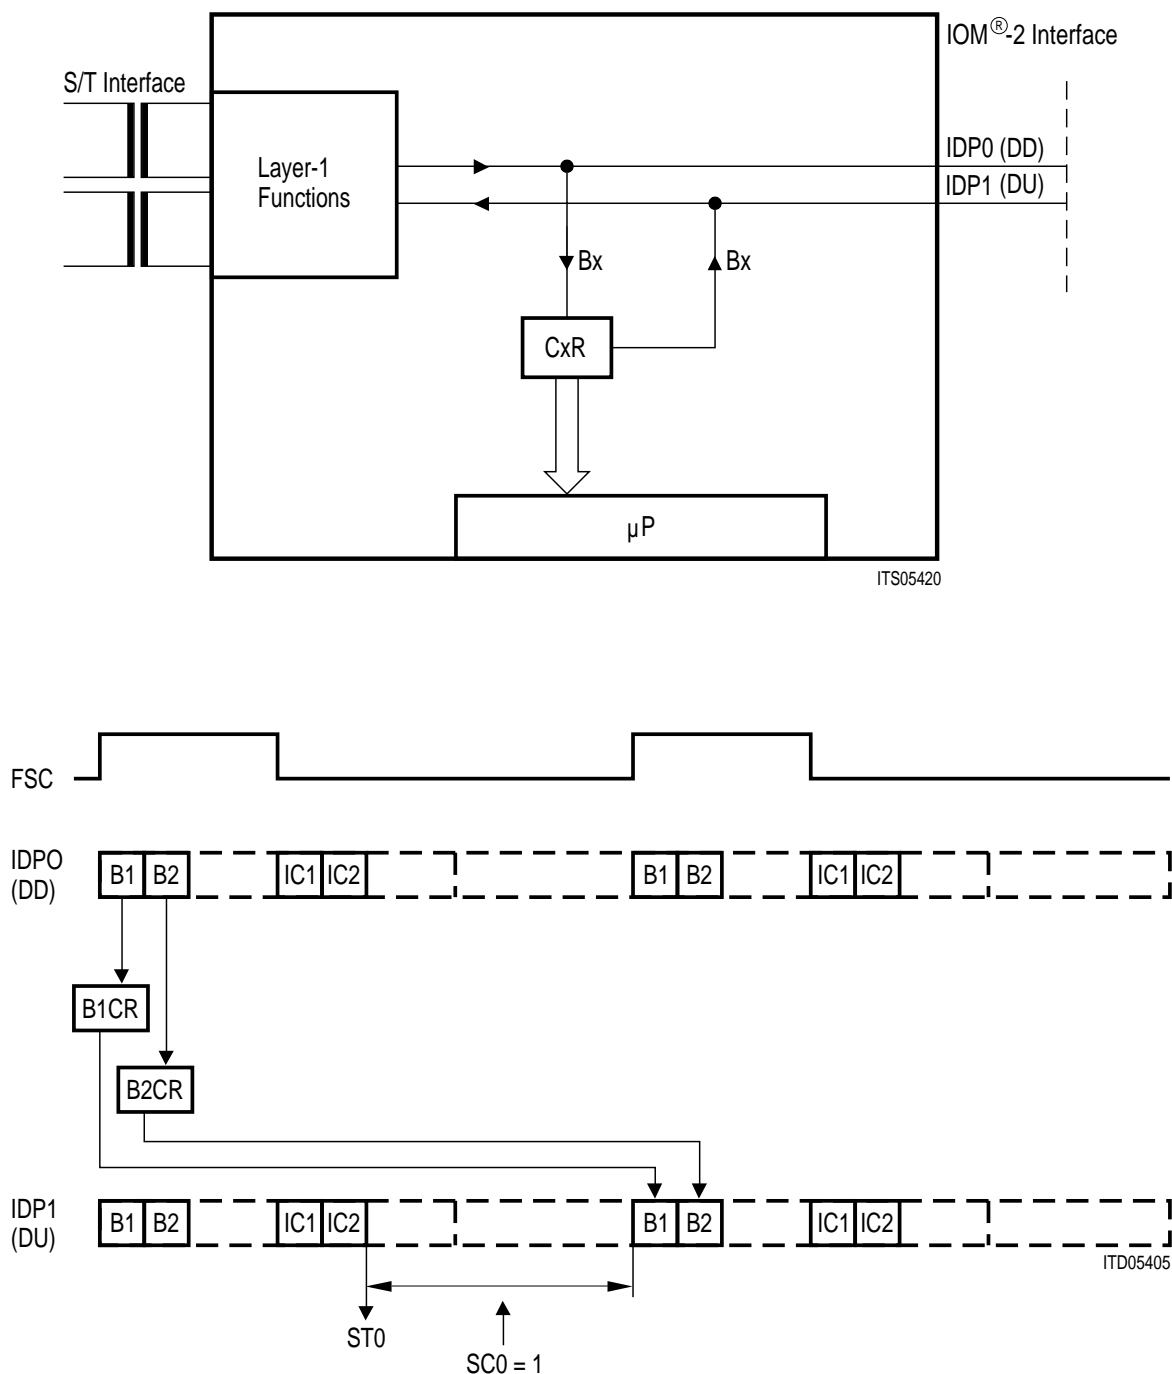 IOM®-2 Interface
S/T Interface
Layer-1
Functions
IDP0 (DD)
IDP1 (DU)
Bx
Bx
CxR
µP
ITS05420
FSC
IDPO
(DD)
B1 B2 IC1 IC2 B1 B2 IC1 IC2
B1CR
B2CR
IDP1
(DU)
B1 B2 IC1 IC2 B1 B2 IC1 IC2
ITD05405
ST0
SC0 = 1